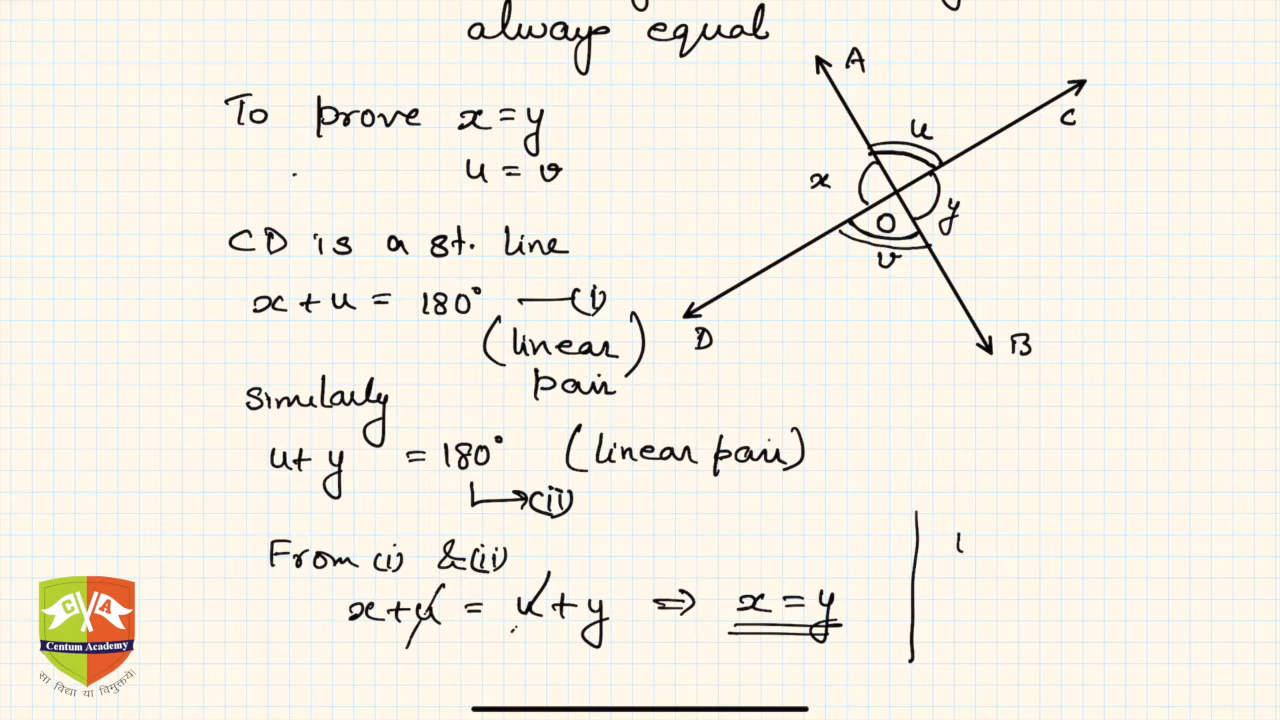 always equal
To prove x = y
u = v
CD is a st. line
x + u = 180° — (i)
(linear pair)
Similarly
u + y = 180° (linear pair)
→ (ii)
From (i) & (ii)
x + u = u + y ⇒ x = y
A
C
u
x
y
O
v
D
B
C A
Centum Academy
सा विद्या या विमुक्तये।